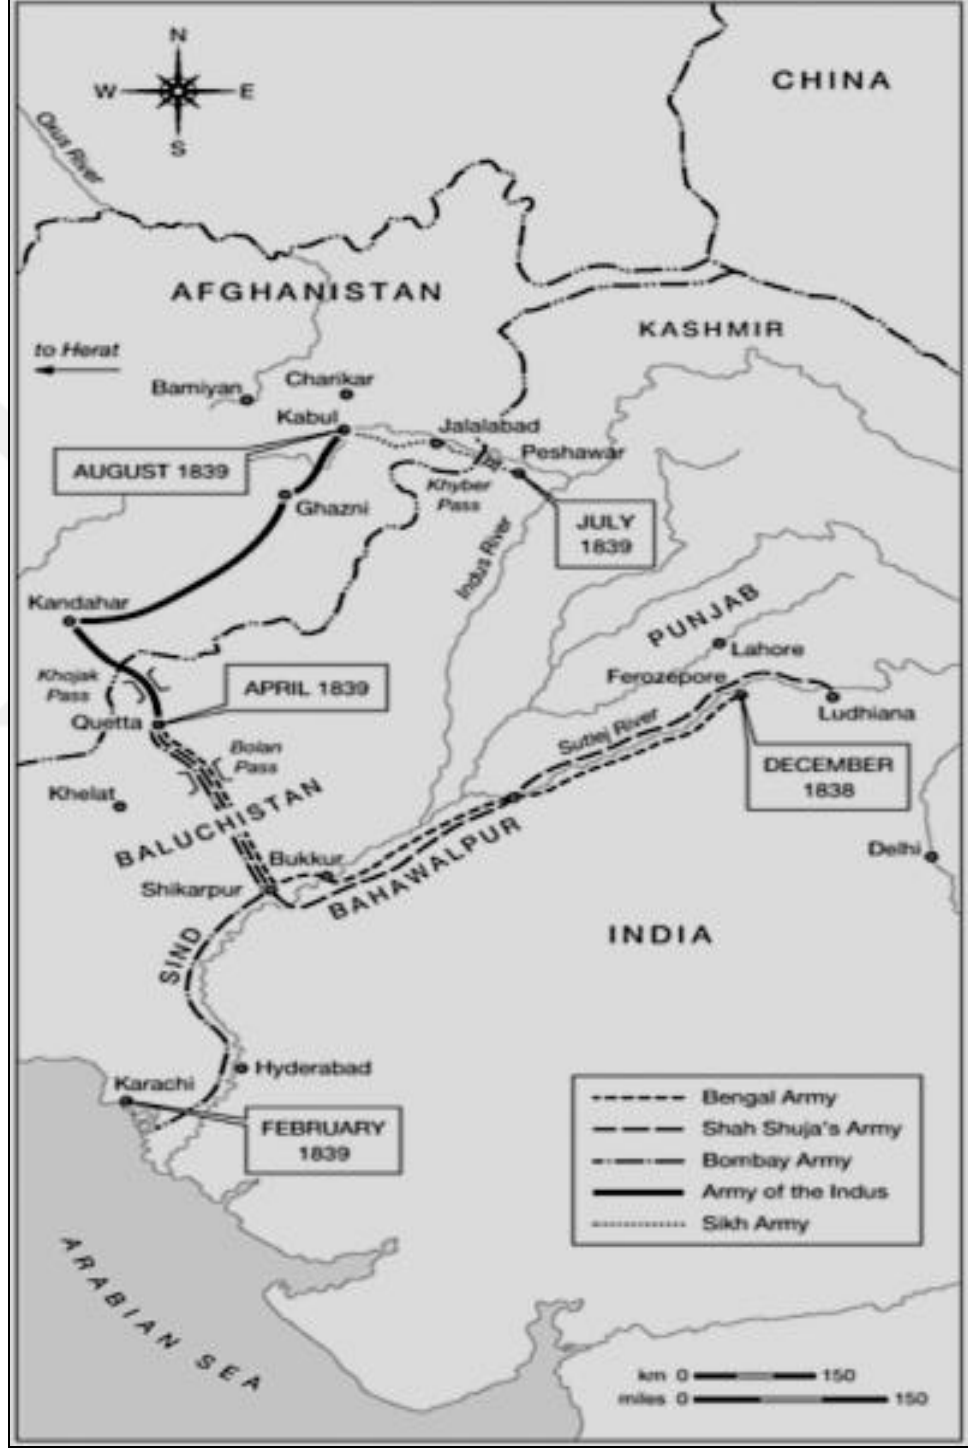 N
W E
S
CHINA
Oxus River
AFGHANISTAN
KASHMIR
to Herat
Bamiyan
Charikar
Kabul
Jalalabad
Peshawar
AUGUST 1839
Khyber
Pass
Ghazni
JULY
1839
Indus River
Kandahar
PUNJAB
Lahore
Khojak
Pass
APRIL 1839
Ferozepore
Quetta
Ludhiana
Sutlej River
Bolan
Pass
DECEMBER
1838
Khelat
BALUCHISTAN
Bukkur
Delhi
Shikarpur
BAHAWALPUR
SIND
INDIA
Hyderabad
Karachi
FEBRUARY
1839
Bengal Army
Shah Shuja's Army
Bombay Army
Army of the Indus
Sikh Army
ARABIAN SEA
km 0 150
miles 0 150